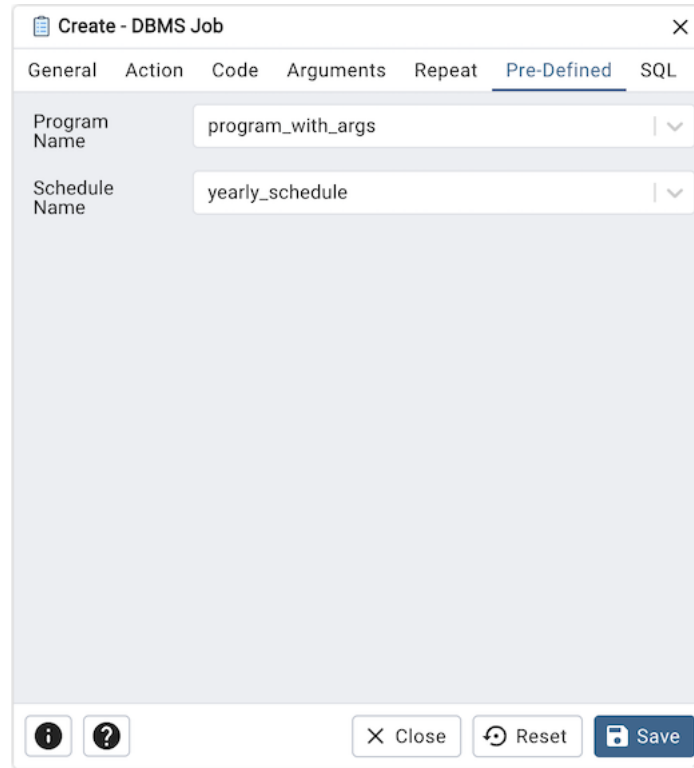 Create - DBMS Job
General Action Code Arguments Repeat Pre-Defined SQL
Program
Name
program_with_args
Schedule
Name
yearly_schedule
Close Reset Save